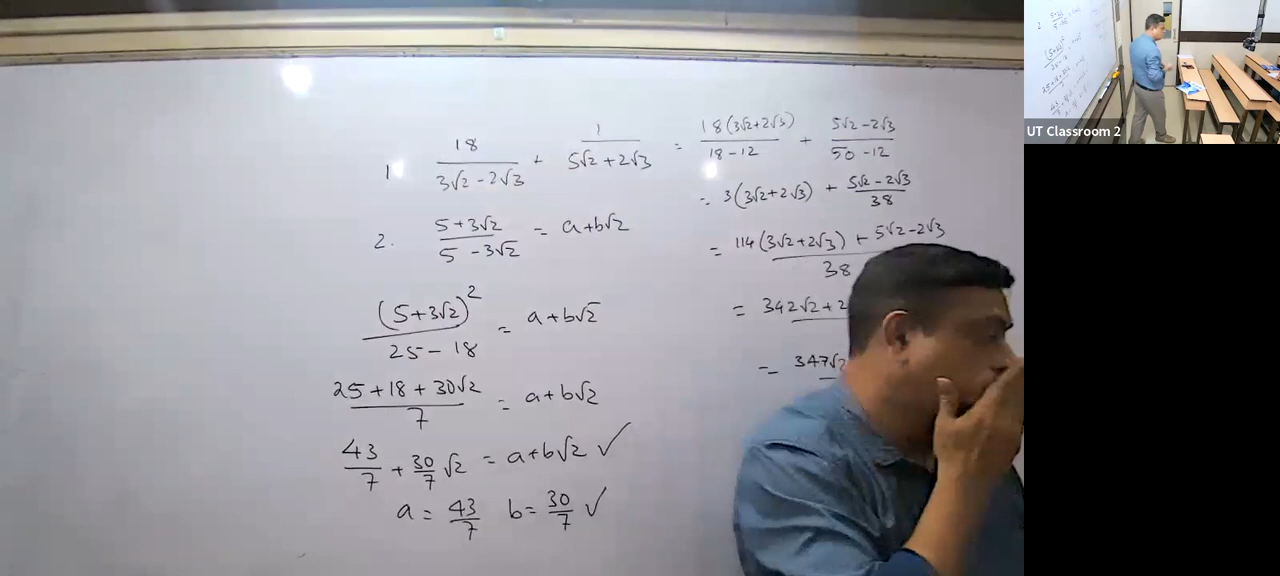 1. 18/(3√2 - 2√3) + 1/(5√2 + 2√3) = 18(3√2+2√3)/(18-12) + (5√2-2√3)/(50-12)
= 3(3√2+2√3) + (5√2-2√3)/38
= (114(3√2+2√3) + 5√2-2√3)/38
= 342√2+2
= 347√2
2. (5+3√2)/(5-3√2) = a+b√2
(5+3√2)²/(25-18) = a+b√2
(25+18+30√2)/7 = a+b√2
43/7 + 30/7 √2 = a+b√2 ✓
a = 43/7 b = 30/7 ✓
UT Classroom 2